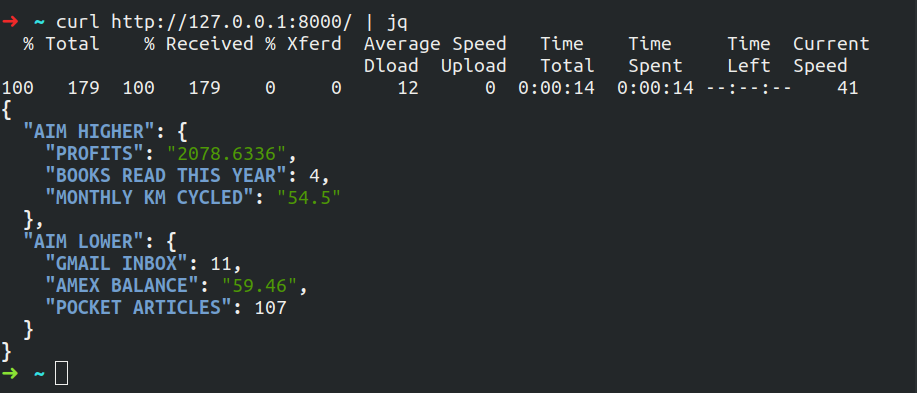 ➜ ~ curl http://127.0.0.1:8000/ | jq
  % Total    % Received % Xferd  Average Speed   Time    Time     Time  Current
                                 Dload  Upload   Total   Spent    Left  Speed
100   179  100   179    0     0     12      0  0:00:14  0:00:14 --:--:--    41
{
  "AIM HIGHER": {
    "PROFITS": "2078.6336",
    "BOOKS READ THIS YEAR": 4,
    "MONTHLY KM CYCLED": "54.5"
  },
  "AIM LOWER": {
    "GMAIL INBOX": 11,
    "AMEX BALANCE": "59.46",
    "POCKET ARTICLES": 107
  }
}
➜ ~